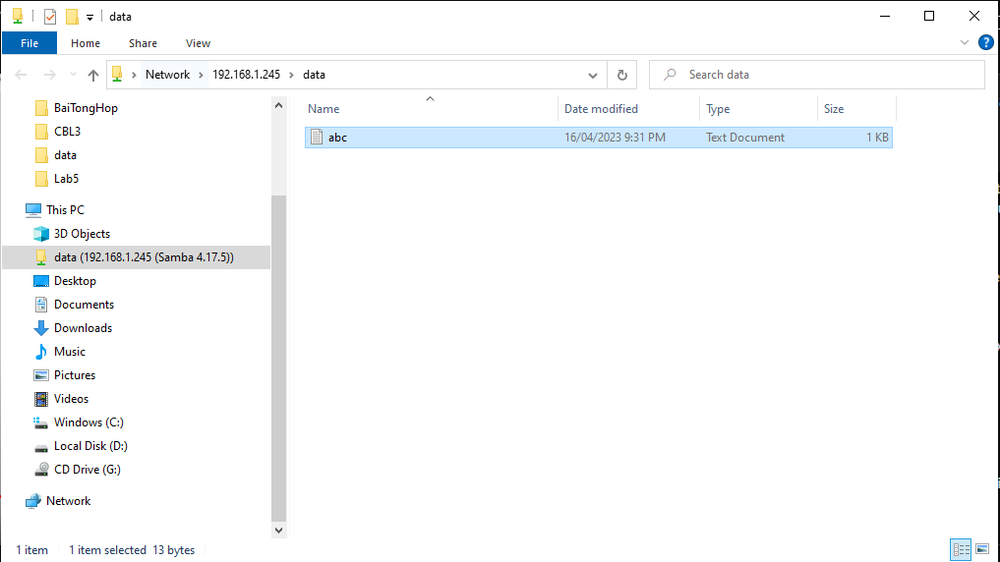 data
File Home Share View
Network 192.168.1.245 data
Search data
BaiTongHop
CBL3
data
Lab5
This PC
3D Objects
data (192.168.1.245 (Samba 4.17.5))
Desktop
Documents
Downloads
Music
Pictures
Videos
Windows (C:)
Local Disk (D:)
CD Drive (G:)
Network
Name Date modified Type Size
abc 16/04/2023 9:31 PM Text Document 1 KB
1 item 1 item selected 13 bytes